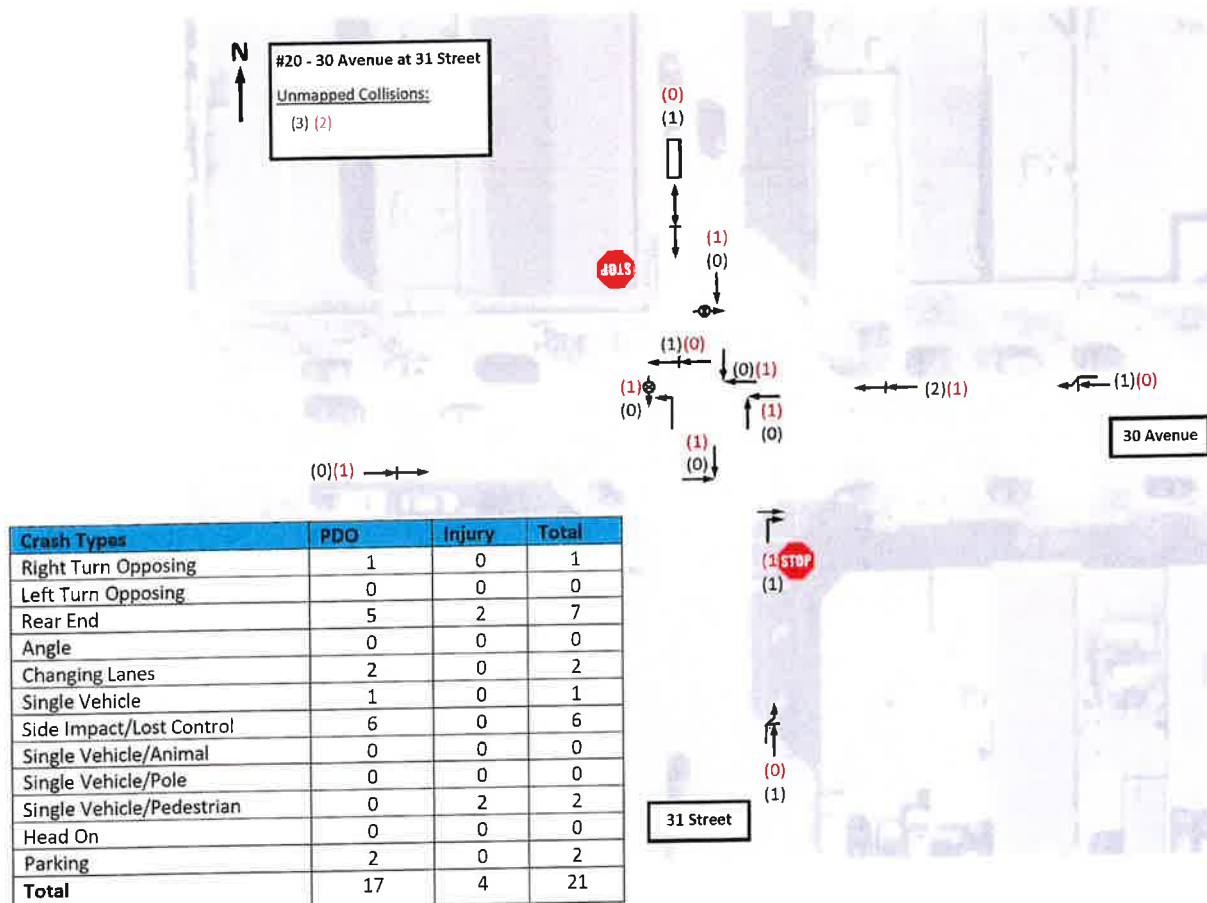 N
#20 - 30 Avenue at 31 Street
Unmapped Collisions:
(3) (2)
(0)
(1)
STOP
(1)
(0)
(1)(0)
(0)(1)
(1)
(0)
(1)
(0)
(2)(1)
(1)(0)
30 Avenue
(1)
(0)
(0)(1)
STOP
(1)
(0)
(1)
31 Street
Crash Types PDO Injury Total
Right Turn Opposing 1 0 1
Left Turn Opposing 0 0 0
Rear End 5 2 7
Angle 0 0 0
Changing Lanes 2 0 2
Single Vehicle 1 0 1
Side Impact/Lost Control 6 0 6
Single Vehicle/Animal 0 0 0
Single Vehicle/Pole 0 0 0
Single Vehicle/Pedestrian 0 2 2
Head On 0 0 0
Parking 2 0 2
Total 17 4 21